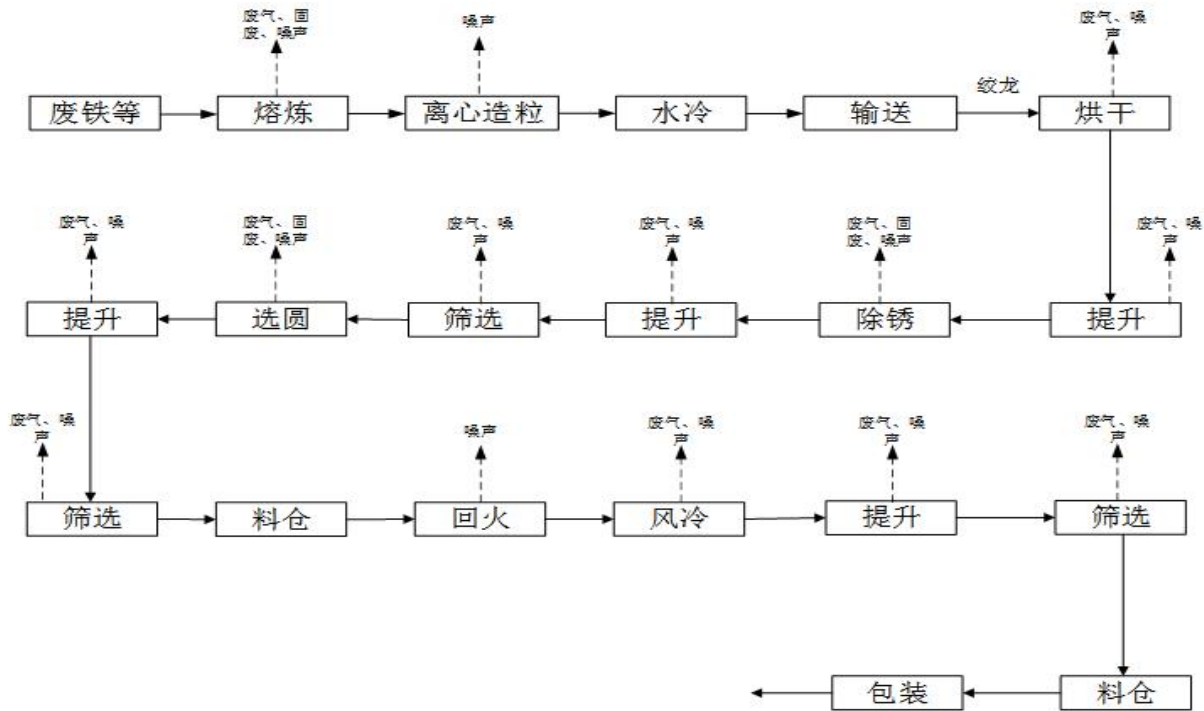 废气、固
废、噪声
噪声
废气、噪
声
废铁等
熔炼
离心造粒
水冷
输送
绞龙
烘干
废气、噪
声
废气、固
废、噪声
废气、噪
声
废气、噪
声
废气、固
废、噪声
废气、噪
声
提升
选圆
筛选
提升
除锈
提升
废气、噪
声
噪声
废气、噪
声
废气、噪
声
废气、噪
声
筛选
料仓
回火
风冷
提升
筛选
包装
料仓